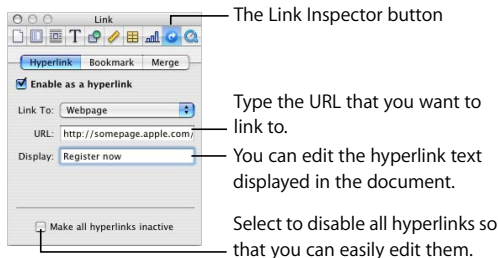 Link
The Link Inspector button
T
Hyperlink Bookmark Merge
Enable as a hyperlink
Link To: Webpage
URL: http://somepage.apple.com/
Type the URL that you want to
link to.
Display: Register now
You can edit the hyperlink text
displayed in the document.
Make all hyperlinks inactive
Select to disable all hyperlinks so
that you can easily edit them.